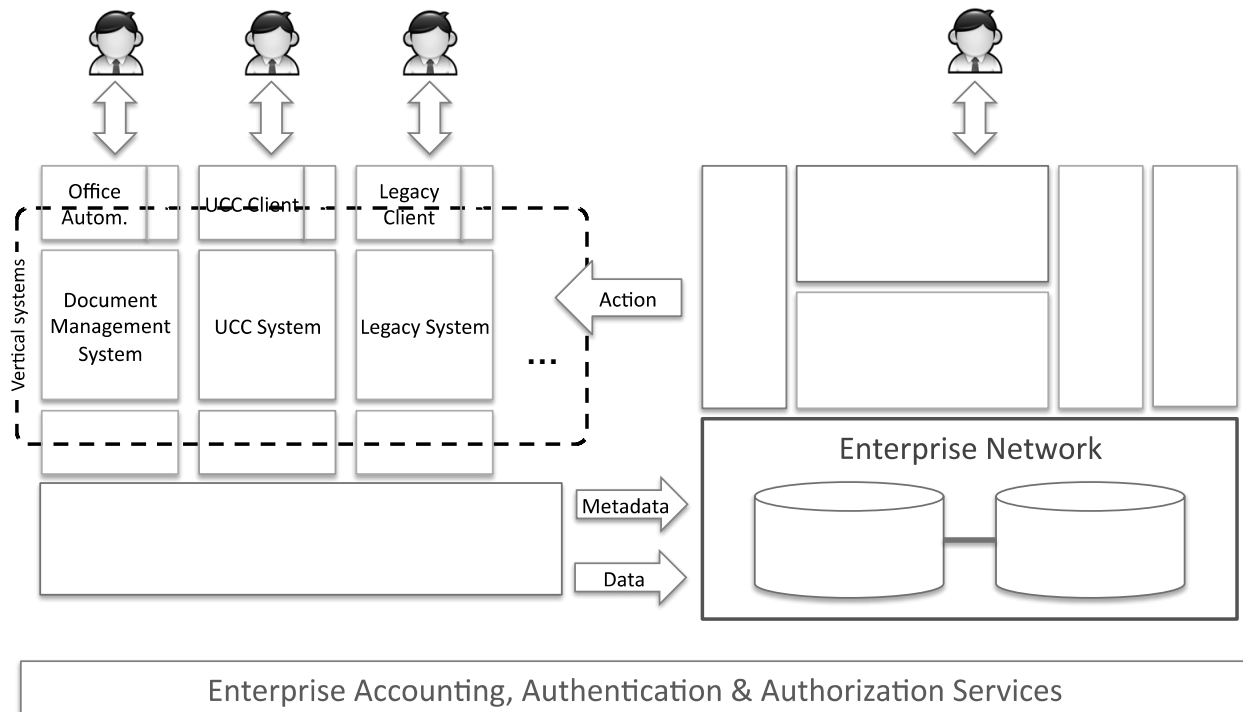 Office
Autom.
UCC Client
Legacy
Client
Vertical systems
Document
Management
System
UCC System
Legacy System
...
Action
Enterprise Network
Metadata
Data
Enterprise Accounting, Authentication & Authorization Services